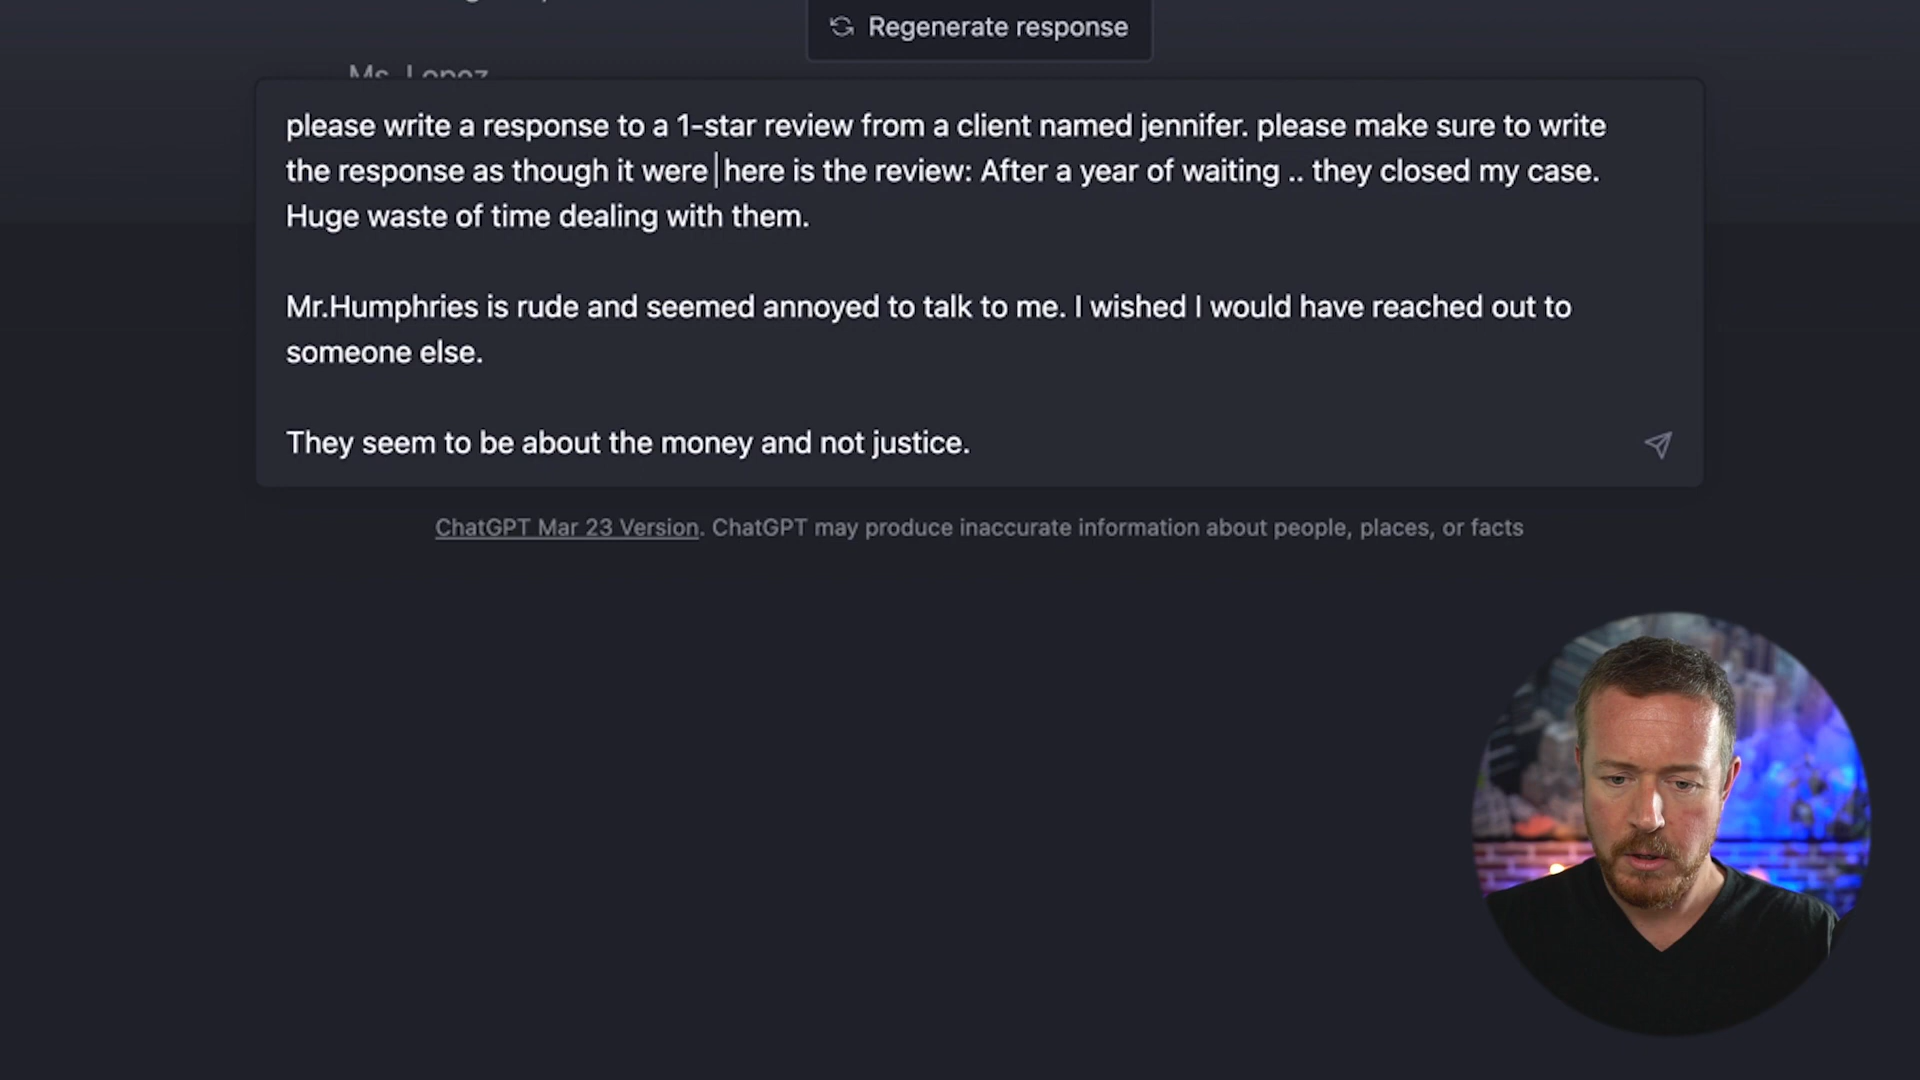 Regenerate response
Ms. Lopez
please write a response to a 1-star review from a client named jennifer. please make sure to write
the response as though it were here is the review: After a year of waiting .. they closed my case.
Huge waste of time dealing with them.
Mr.Humphries is rude and seemed annoyed to talk to me. I wished I would have reached out to
someone else.
They seem to be about the money and not justice.
ChatGPT Mar 23 Version. ChatGPT may produce inaccurate information about people, places, or facts